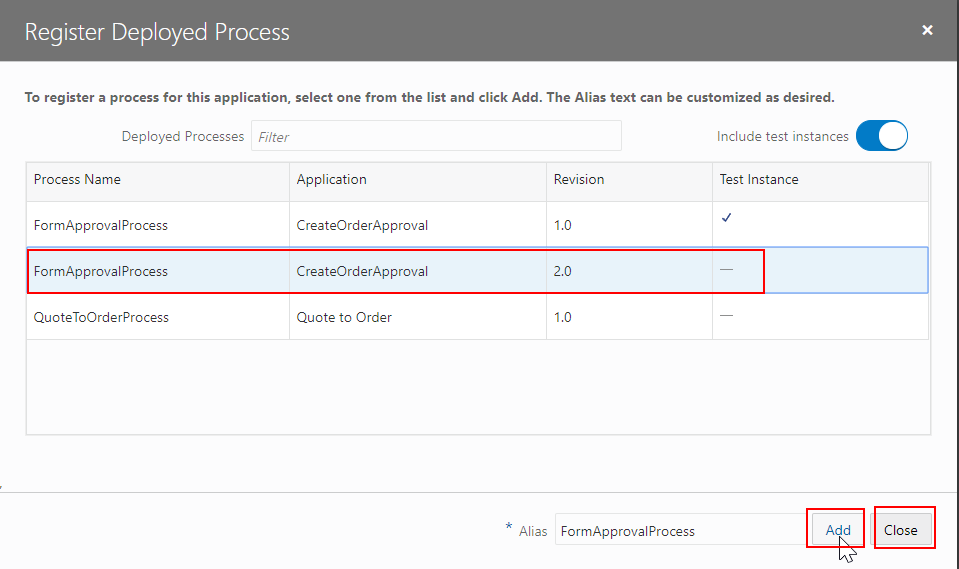 Register Deployed Process
To register a process for this application, select one from the list and click Add. The Alias text can be customized as desired.
Deployed Processes Filter Include test instances
Process Name Application Revision Test Instance
FormApprovalProcess CreateOrderApproval 1.0
FormApprovalProcess CreateOrderApproval 2.0
QuoteToOrderProcess Quote to Order 1.0
* Alias FormApprovalProcess Add Close